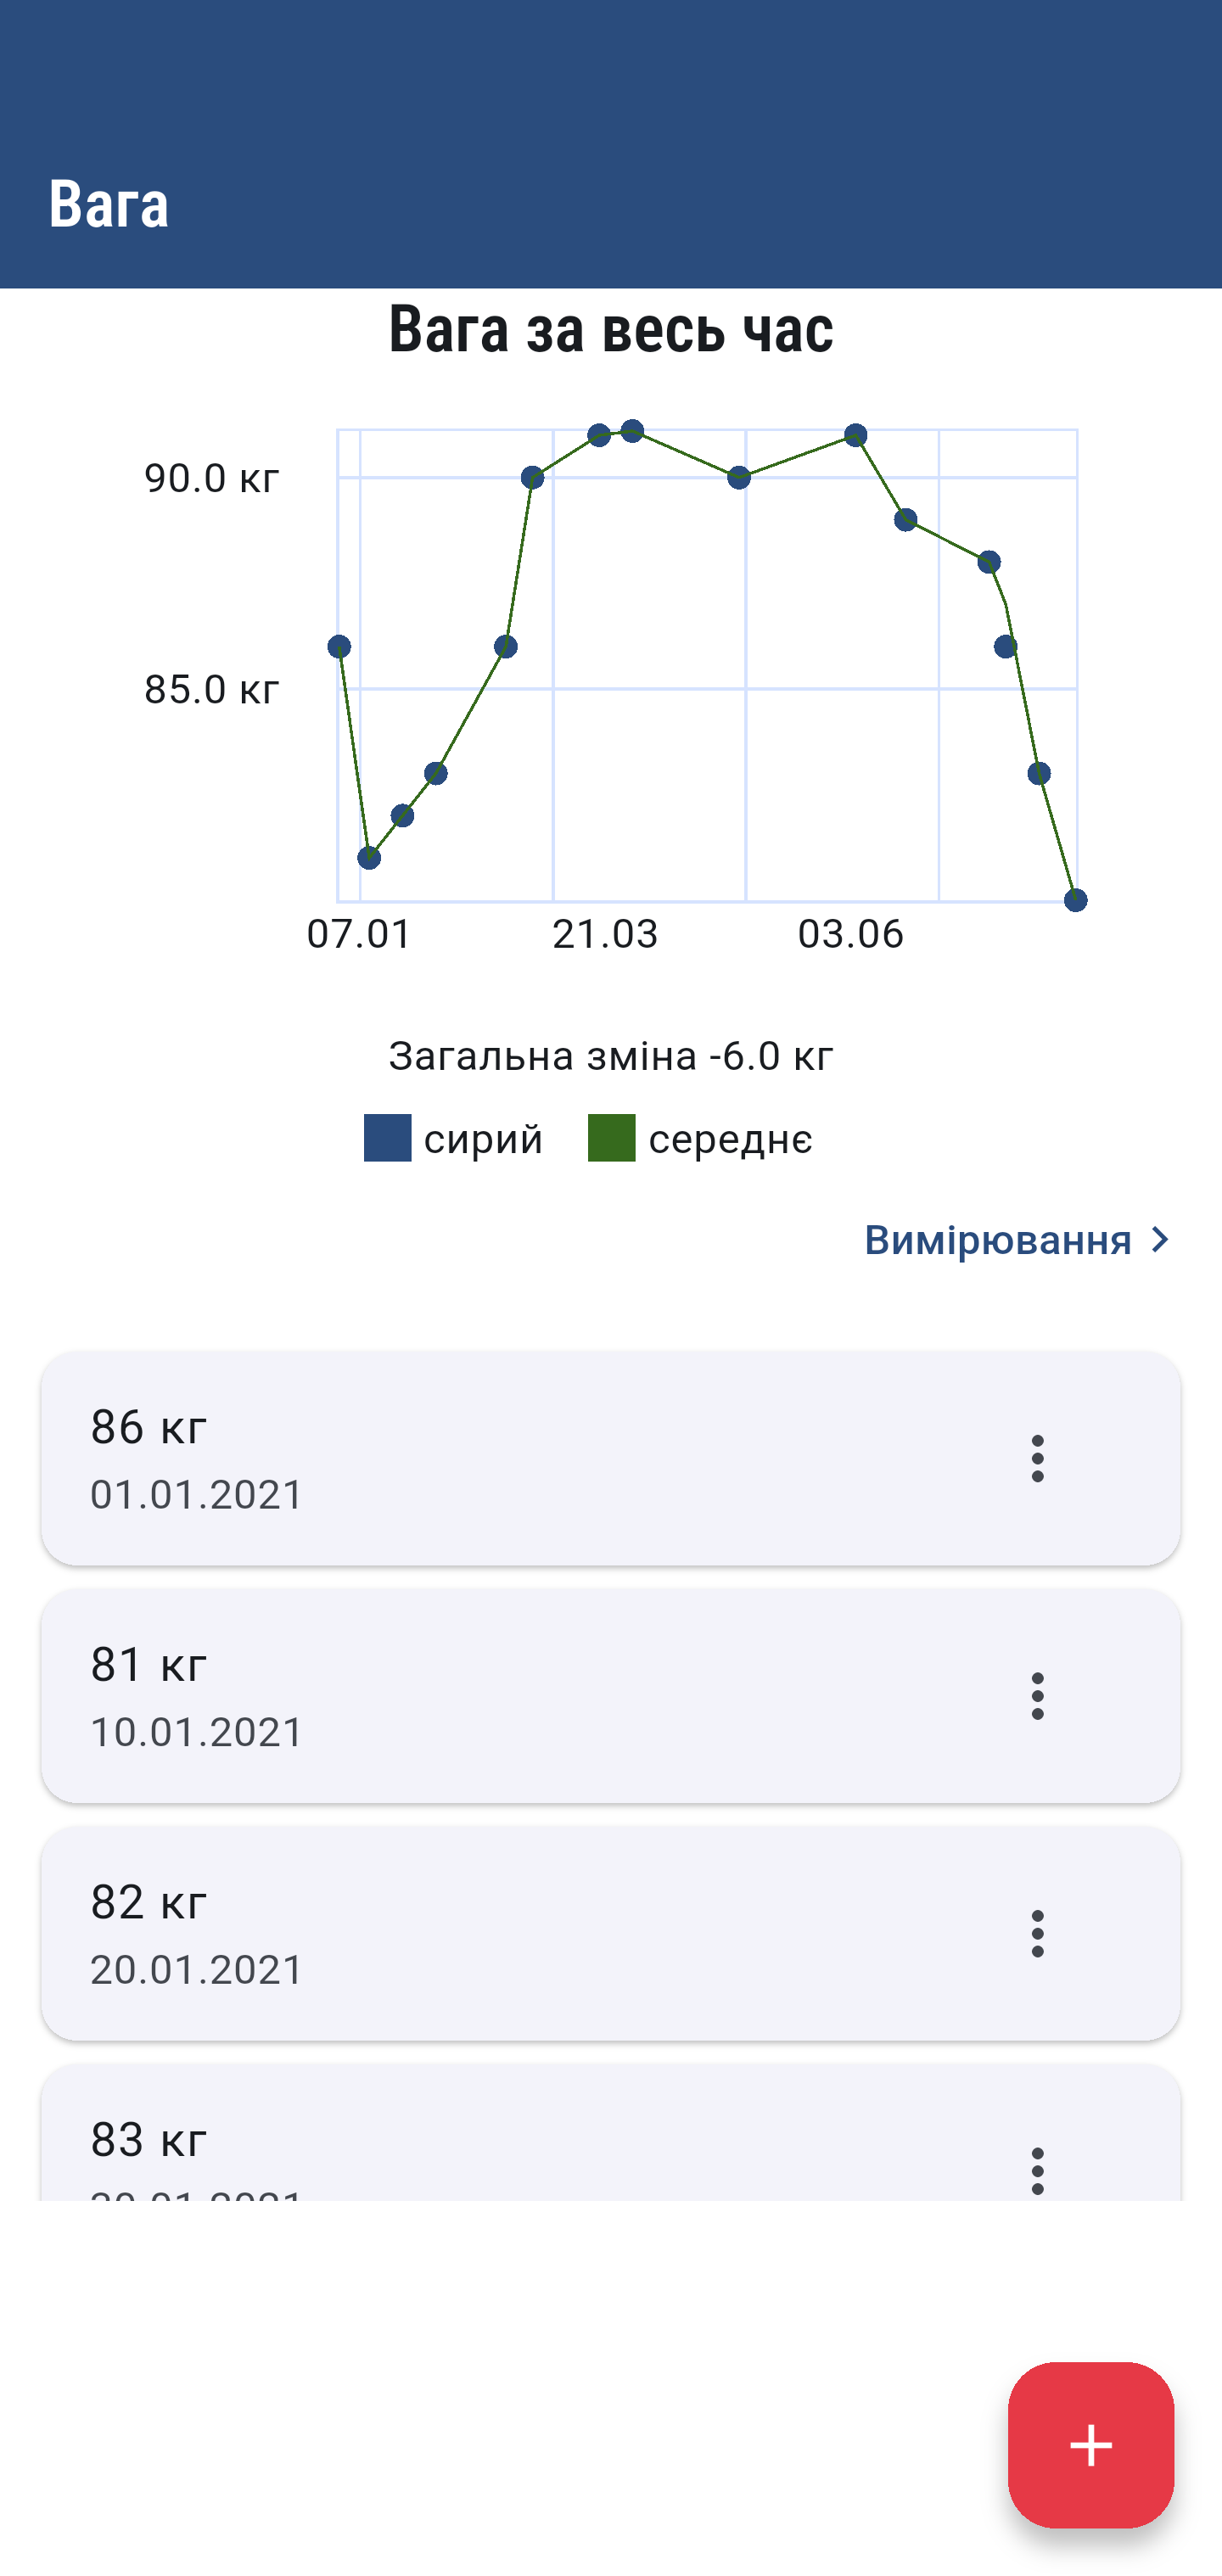 Вага
Вага за весь час
90.0 кг
85.0 кг
07.01 21.03 03.06
Загальна зміна -6.0 кг
сирий середнє
Вимірювання
86 кг
01.01.2021
81 кг
10.01.2021
82 кг
20.01.2021
83 кг